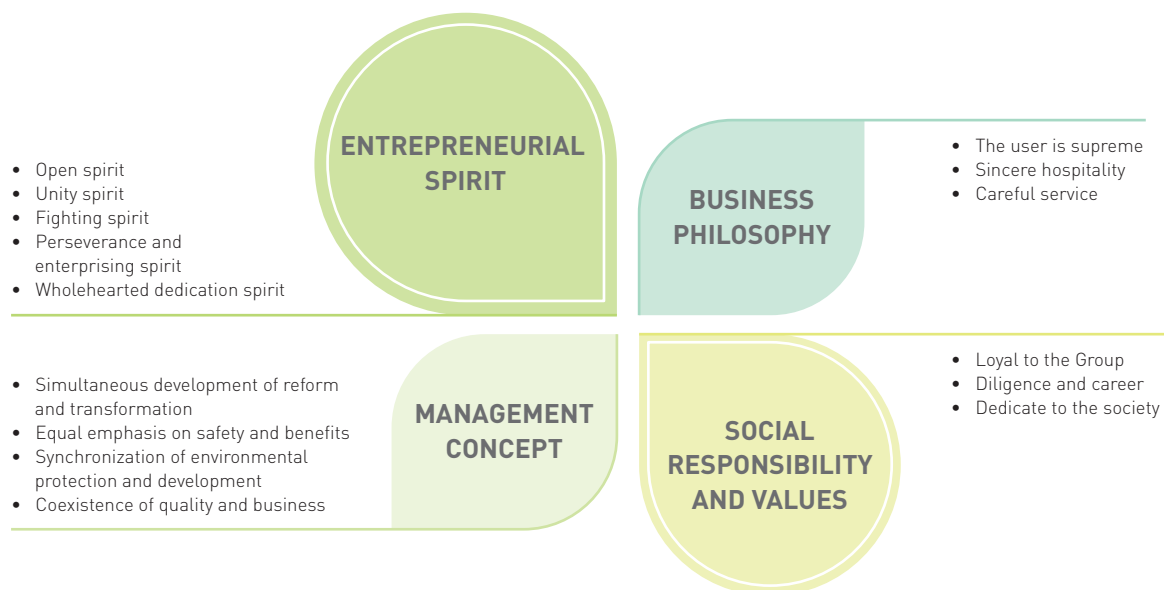 ENTREPRENEURIAL
SPIRIT
• Open spirit
• Unity spirit
• Fighting spirit
• Perseverance and
enterprising spirit
• Wholehearted dedication spirit
BUSINESS
PHILOSOPHY
• The user is supreme
• Sincere hospitality
• Careful service
MANAGEMENT
CONCEPT
• Simultaneous development of reform
and transformation
• Equal emphasis on safety and benefits
• Synchronization of environmental
protection and development
• Coexistence of quality and business
SOCIAL
RESPONSIBILITY
AND VALUES
• Loyal to the Group
• Diligence and career
• Dedicate to the society